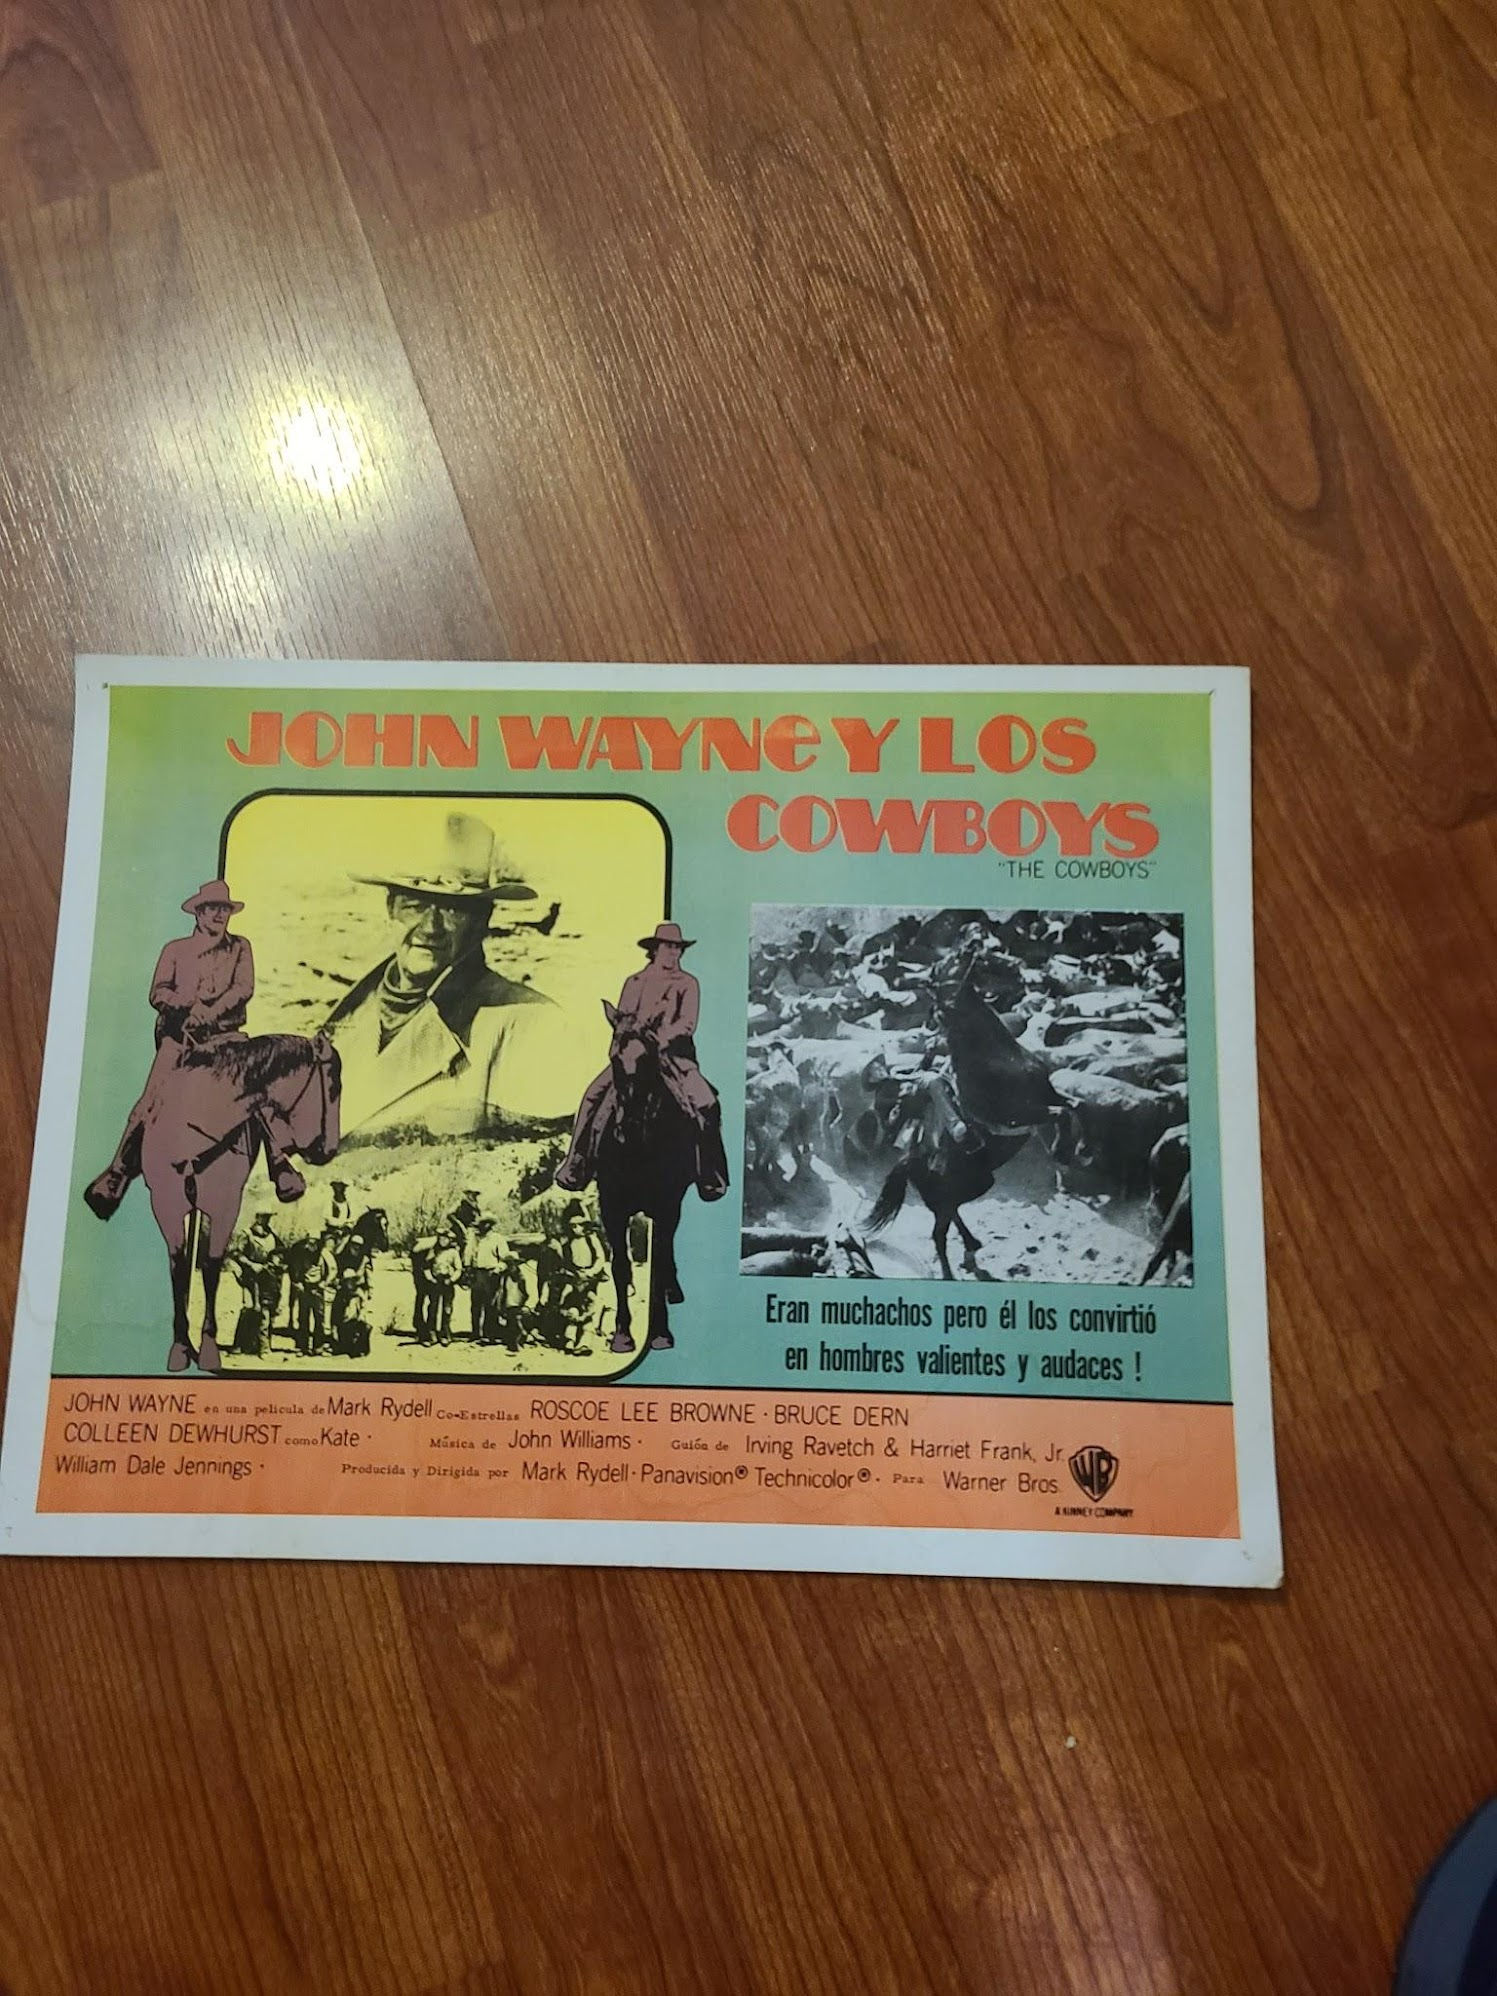 JOHN WAYNE Y LOS
COWBOYS
"THE COWBOYS"
Eran muchachos pero él los convirtió
en hombres valientes y audaces !
JOHN WAYNE en una película de Mark Rydell Co-Estrellas ROSCOE LEE BROWNE · BRUCE DERN
COLLEEN DEWHURST como Kate · Música de John Williams · Guión de Irving Ravetch & Harriet Frank, Jr.
William Dale Jennings · Producida y Dirigida por Mark Rydell · Panavision® Technicolor® · Para Warner Bros.
WB
A KINNEY COMPANY